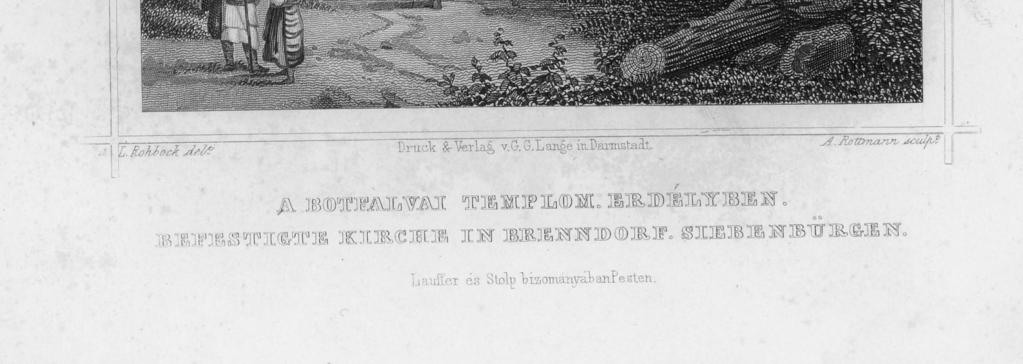 L. Rohbock delt.
Druck & Verlag v. G. G. Lange in Darmstadt.
A. Rottmann sculpt.
A BOTFALVAI TEMPLOM. ERDÉLYBEN.
BEFESTIGTE KIRCHE IN BRENNDORF. SIEBENBÜRGEN.
Lauffer és Stolp bizományában Pesten.